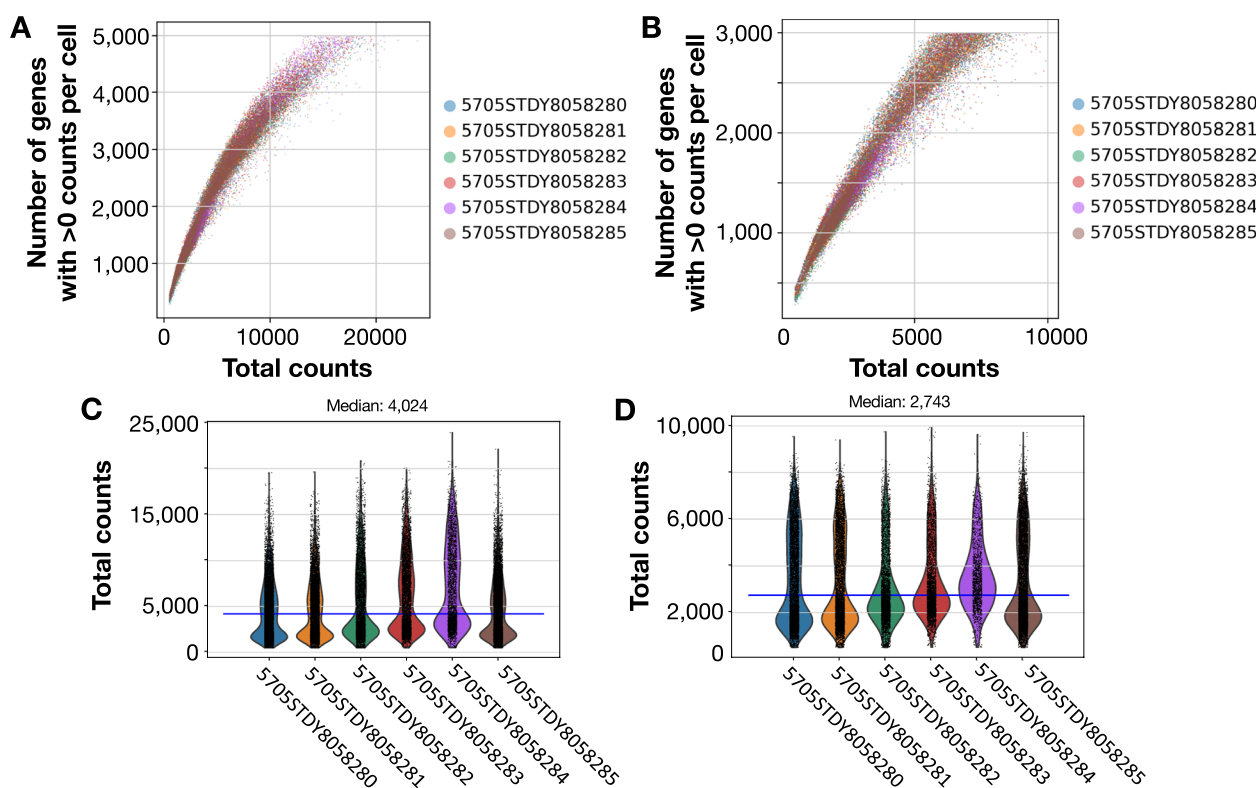 A
Number of genes
with >0 counts per cell
5,000
4,000
3,000
2,000
1,000
0
10000
20000
Total counts
5705STDY8058280
5705STDY8058281
5705STDY8058282
5705STDY8058283
5705STDY8058284
5705STDY8058285
B
Number of genes
with >0 counts per cell
3,000
2,000
1,000
0
5000
10000
Total counts
5705STDY8058280
5705STDY8058281
5705STDY8058282
5705STDY8058283
5705STDY8058284
5705STDY8058285
C
Median: 4,024
Total counts
25,000
15,000
5,000
0
5705STDY8058280
5705STDY8058281
5705STDY8058282
5705STDY8058283
5705STDY8058284
5705STDY8058285
D
Median: 2,743
Total counts
10,000
6,000
2,000
0
5705STDY8058280
5705STDY8058281
5705STDY8058282
5705STDY8058283
5705STDY8058284
5705STDY8058285